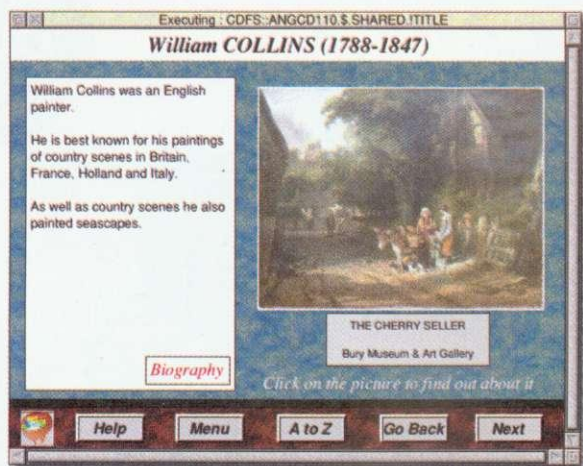 Executing : CDFS::ANGCD110.$.SHARED.!TITLE
William COLLINS (1788-1847)
William Collins was an English
painter.
He is best known for his paintings
of country scenes in Britain,
France, Holland and Italy.
As well as country scenes he also
painted seascapes.
Biography
THE CHERRY SELLER
Bury Museum & Art Gallery
Click on the picture to find out about it
Help
Menu
A to Z
Go Back
Next